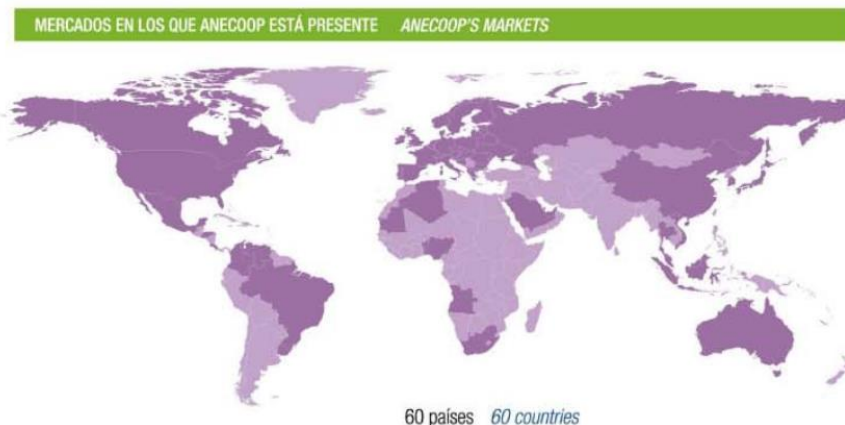 MERCADOS EN LOS QUE ANECOOP ESTÁ PRESENTE ANECOOP'S MARKETS
60 países 60 countries